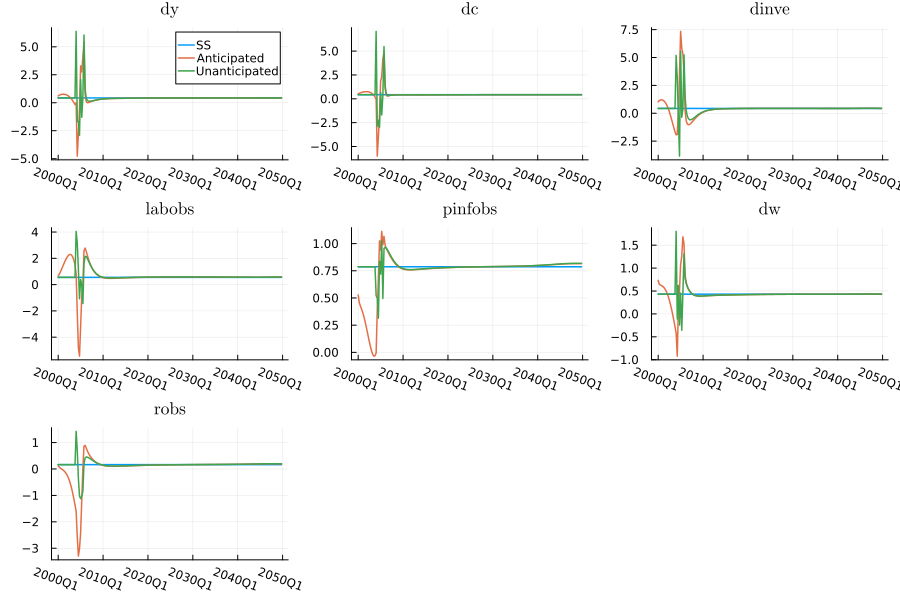 dy
5.0
2.5
0.0
−2.5
−5.0
SS
Anticipated
Unanticipated
2000Q1 2010Q1 2020Q1 2030Q1 2040Q1 2050Q1
dc
5.0
2.5
0.0
−2.5
−5.0
2000Q1 2010Q1 2020Q1 2030Q1 2040Q1 2050Q1
dinve
7.5
5.0
2.5
0.0
−2.5
2000Q1 2010Q1 2020Q1 2030Q1 2040Q1 2050Q1
labobs
4
2
0
−2
−4
2000Q1 2010Q1 2020Q1 2030Q1 2040Q1 2050Q1
pinfobs
1.00
0.75
0.50
0.25
0.00
2000Q1 2010Q1 2020Q1 2030Q1 2040Q1 2050Q1
dw
1.5
1.0
0.5
0.0
−0.5
−1.0
2000Q1 2010Q1 2020Q1 2030Q1 2040Q1 2050Q1
robs
1
0
−1
−2
−3
2000Q1 2010Q1 2020Q1 2030Q1 2040Q1 2050Q1